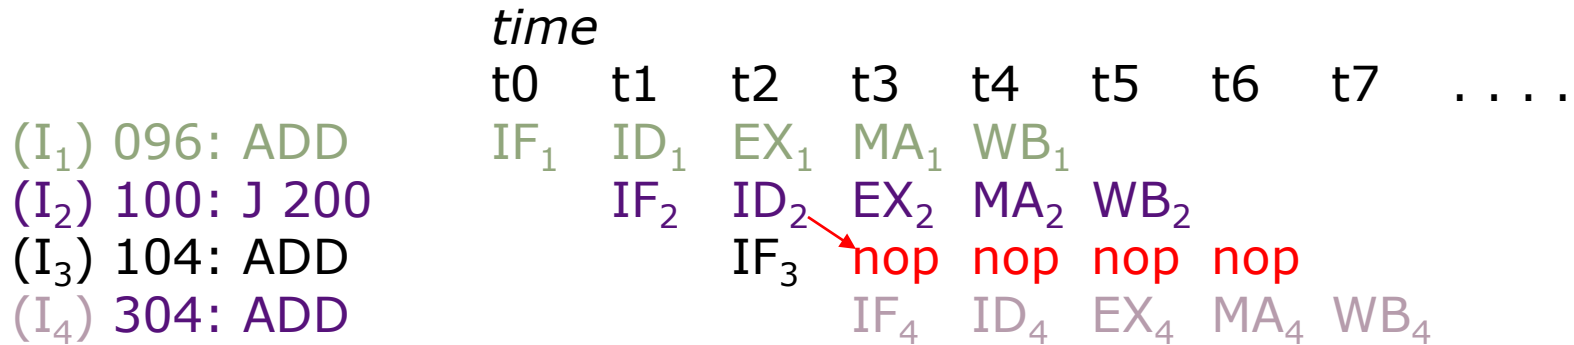 time
t0 t1 t2 t3 t4 t5 t6 t7 . . . .
(I₁) 096: ADD IF₁ ID₁ EX₁ MA₁ WB₁
(I₂) 100: J 200 IF₂ ID₂ EX₂ MA₂ WB₂
(I₃) 104: ADD IF₃ nop nop nop nop
(I₄) 304: ADD IF₄ ID₄ EX₄ MA₄ WB₄